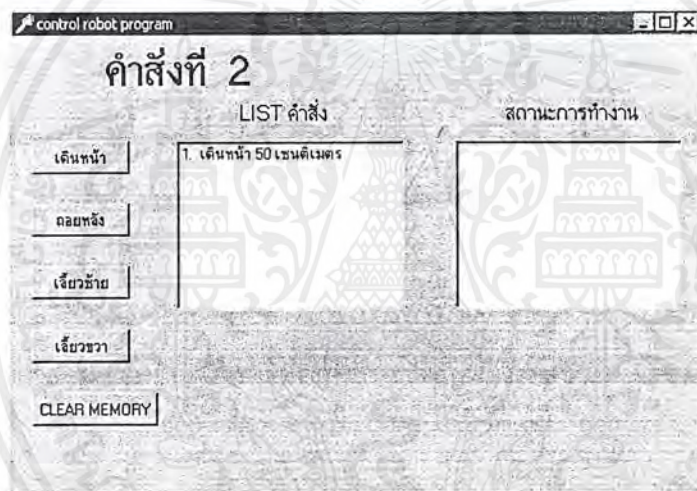 control robot program
คำสั่งที่ 2
LIST คำสั่ง
สถานะการทำงาน
เดินหน้า
1. เดินหน้า 50 เซนติเมตร
ถอยหลัง
เลี้ยวซ้าย
เลี้ยวขวา
CLEAR MEMORY